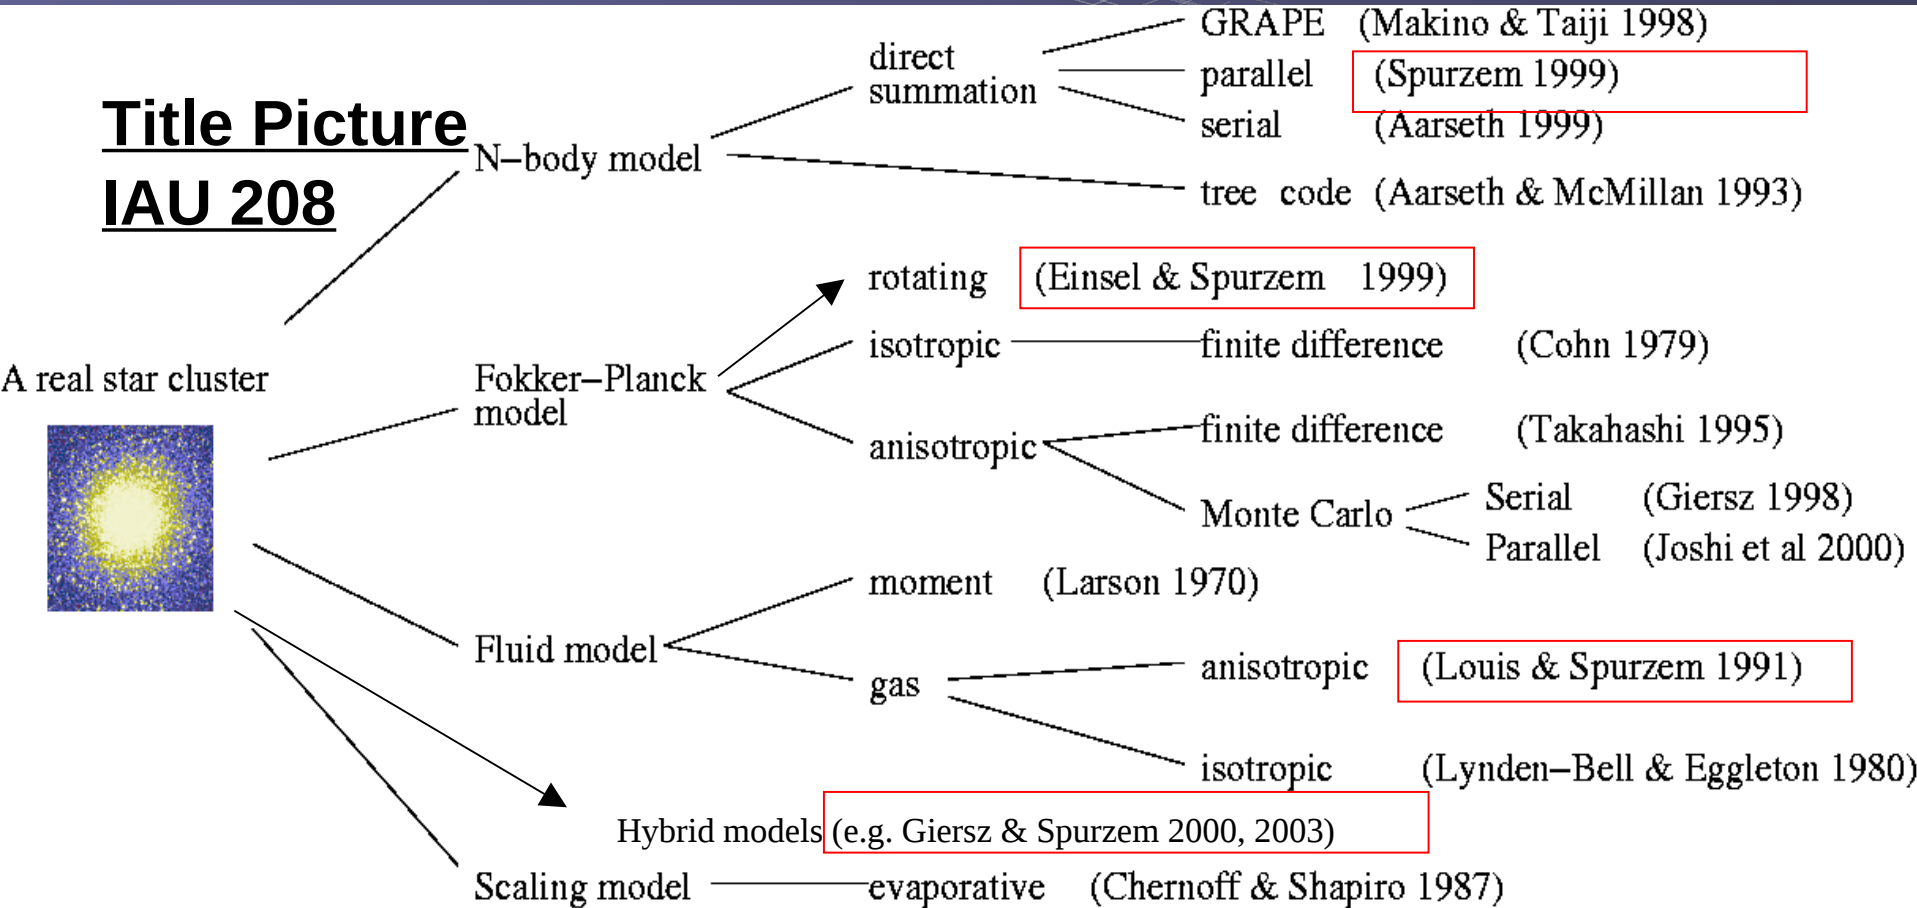 GRAPE (Makino & Taiji 1998)
direct
summation
parallel (Spurzem 1999)
serial (Aarseth 1999)
Title Picture
IAU 208
N–body model
tree code (Aarseth & McMillan 1993)
rotating (Einsel & Spurzem 1999)
isotropic finite difference (Cohn 1979)
A real star cluster
Fokker–Planck
model
anisotropic
finite difference (Takahashi 1995)
Monte Carlo
Serial (Giersz 1998)
Parallel (Joshi et al 2000)
moment (Larson 1970)
Fluid model
gas
anisotropic (Louis & Spurzem 1991)
isotropic (Lynden–Bell & Eggleton 1980)
Hybrid models (e.g. Giersz & Spurzem 2000, 2003)
Scaling model evaporative (Chernoff & Shapiro 1987)